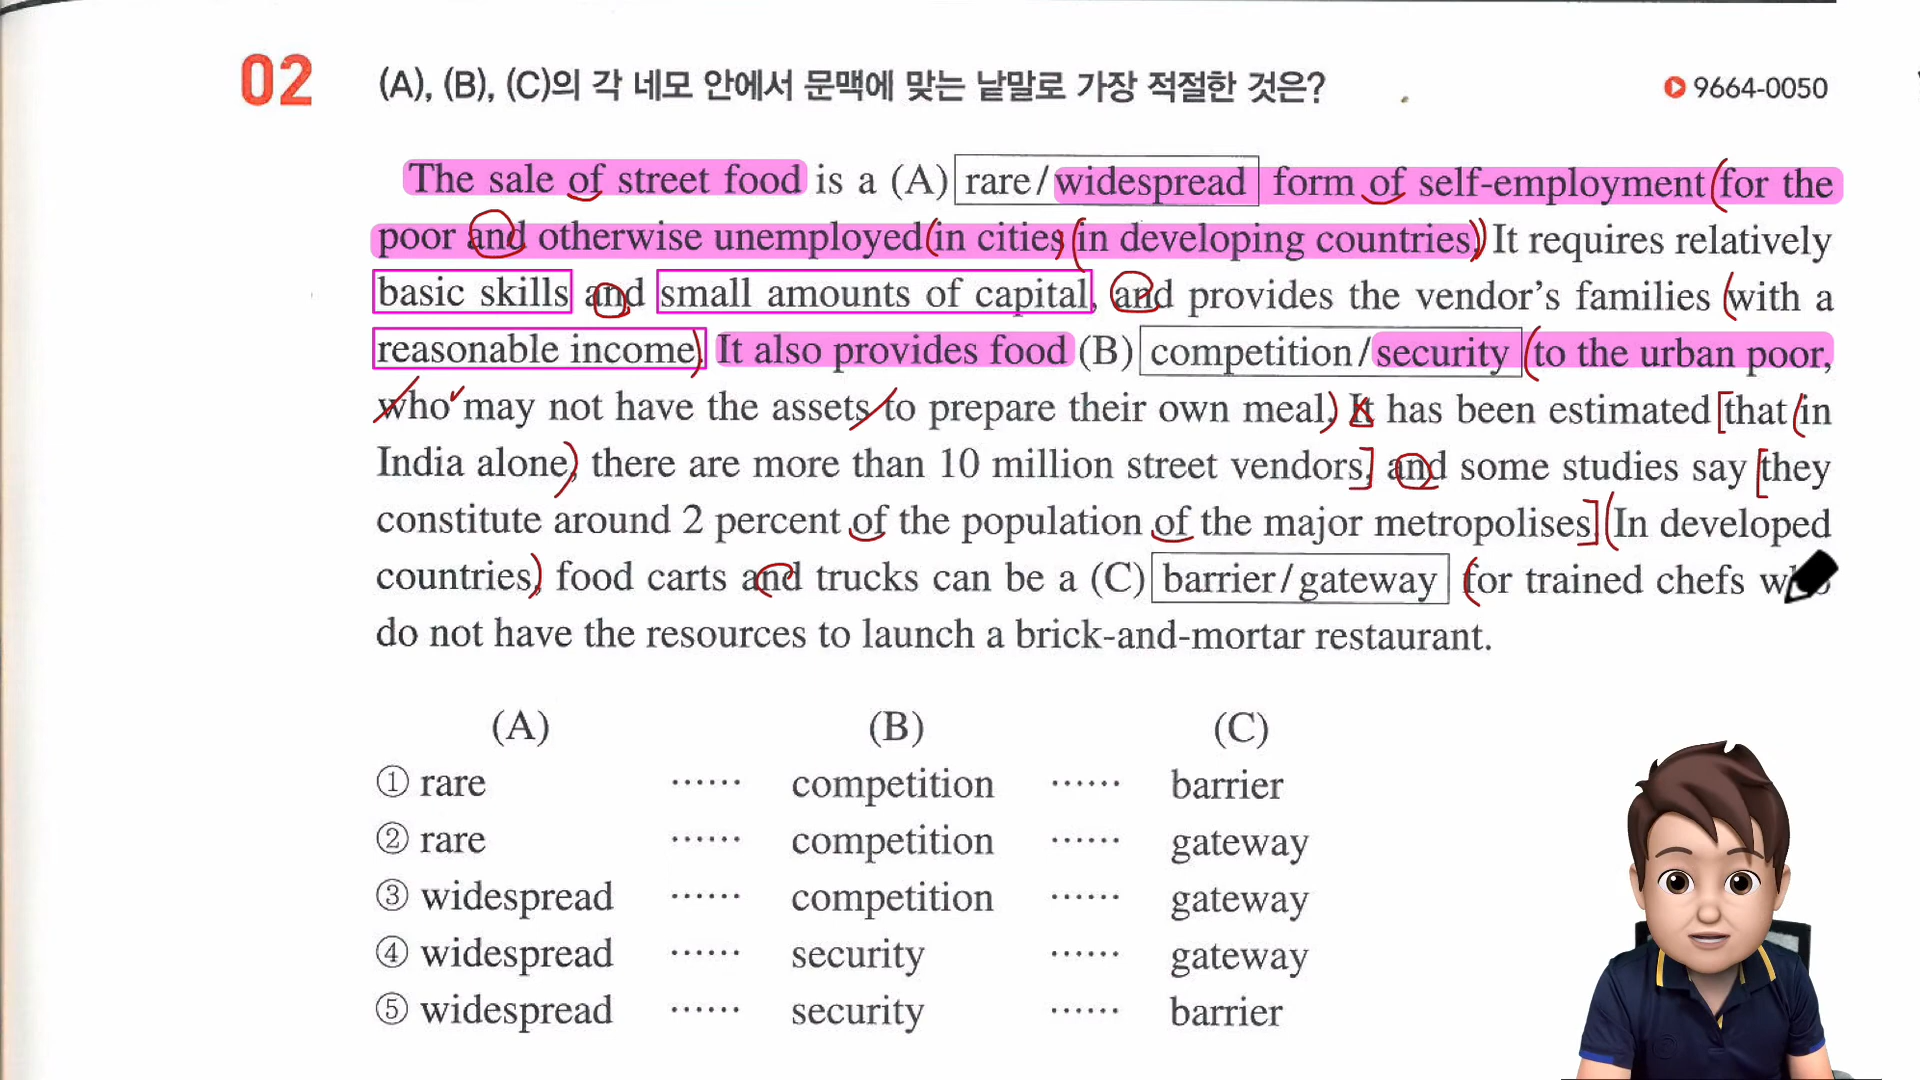 02 (A), (B), (C)의 각 네모 안에서 문맥에 맞는 낱말로 가장 적절한 것은? 9664-0050
The sale of street food is a (A) rare / widespread form of self-employment for the
poor and otherwise unemployed in cities in developing countries. It requires relatively
basic skills and small amounts of capital, and provides the vendor's families with a
reasonable income. It also provides food (B) competition / security to the urban poor,
who may not have the assets to prepare their own meal. It has been estimated that in
India alone, there are more than 10 million street vendors, and some studies say they
constitute around 2 percent of the population of the major metropolises. In developed
countries, food carts and trucks can be a (C) barrier / gateway for trained chefs who
do not have the resources to launch a brick-and-mortar restaurant.
(A) (B) (C)
① rare ...... competition ...... barrier
② rare ...... competition ...... gateway
③ widespread ...... competition ...... gateway
④ widespread ...... security ...... gateway
⑤ widespread ...... security ...... barrier